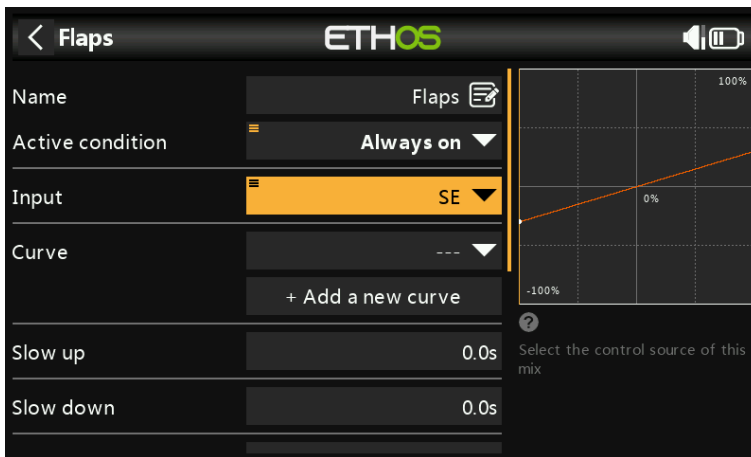 Flaps
ETHOS
Name
Flaps
Active condition
Always on
Input
SE
Curve
---
+ Add a new curve
Slow up
0.0s
Slow down
0.0s
100%
0%
-100%
?
Select the control source of this
mix